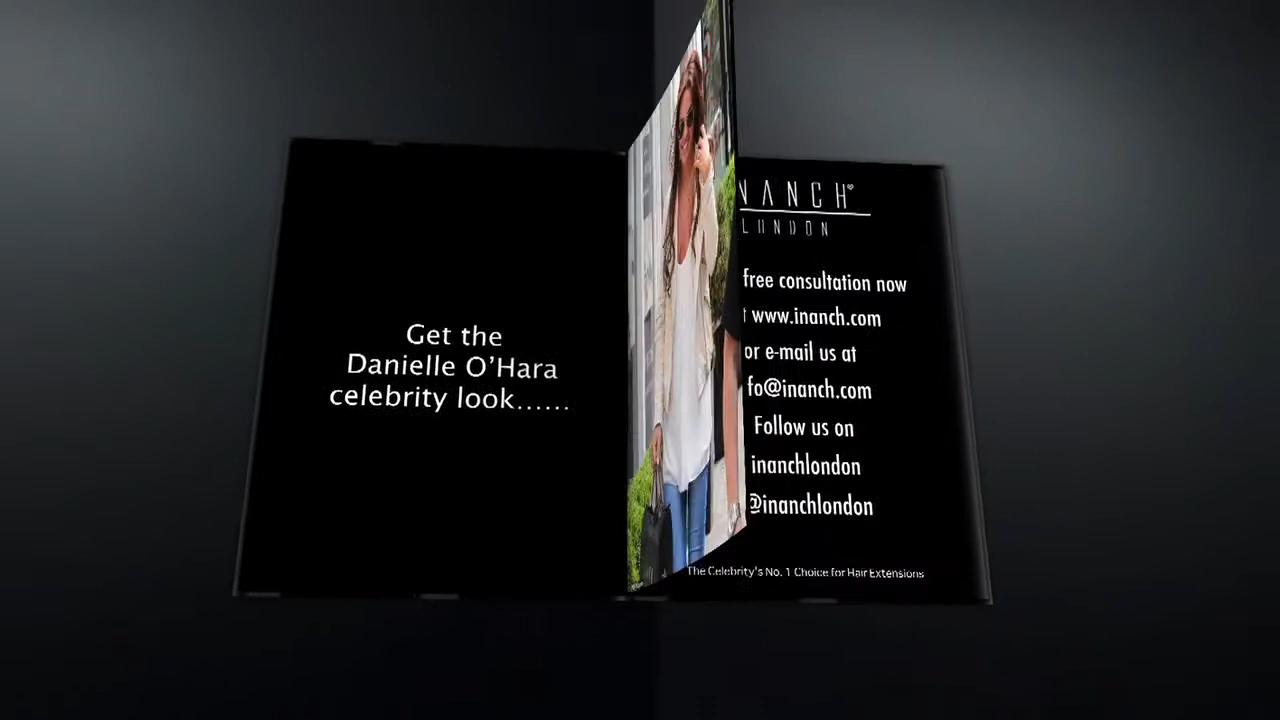 Get the
Danielle O'Hara
celebrity look......
NANCH
LONDON
free consultation now
www.inanch.com
or e-mail us at
fo@inanch.com
Follow us on
inanchlondon
@inanchlondon
The Celebrity's No. 1 Choice for Hair Extensions